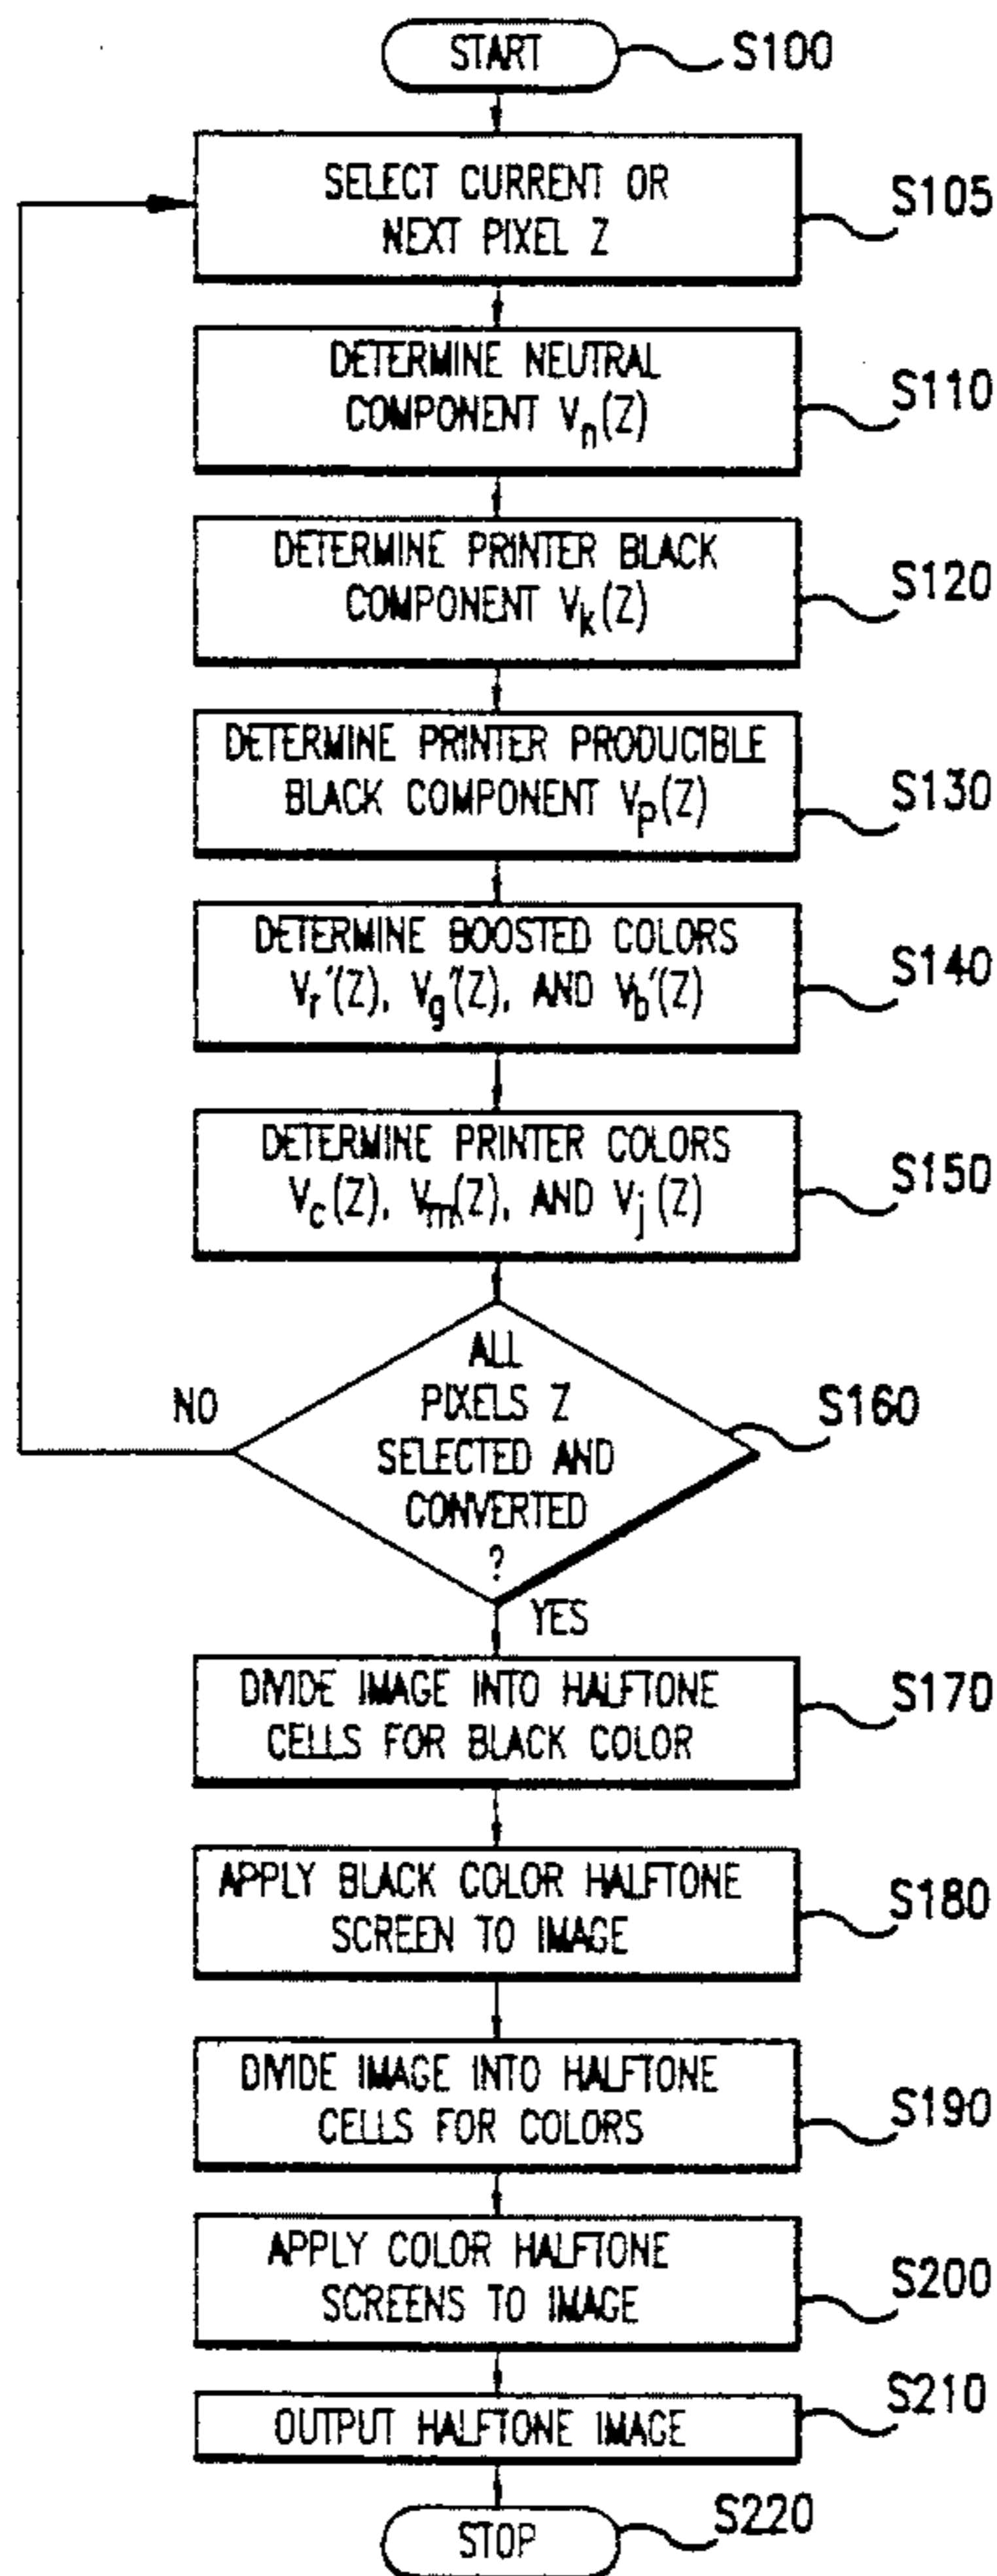 START S100
SELECT CURRENT OR
NEXT PIXEL Z
S105
DETERMINE NEUTRAL
COMPONENT Vn(Z)
S110
DETERMINE PRINTER BLACK
COMPONENT Vk(Z)
S120
DETERMINE PRINTER PRODUCIBLE
BLACK COMPONENT Vp(Z)
S130
DETERMINE BOOSTED COLORS
Vr'(Z), Vg'(Z), AND Vb'(Z)
S140
DETERMINE PRINTER COLORS
Vc(Z), Vm(Z), AND Vj(Z)
S150
ALL
PIXELS Z
SELECTED AND
CONVERTED
?
S160
NO
YES
DIVIDE IMAGE INTO HALFTONE
CELLS FOR BLACK COLOR
S170
APPLY BLACK COLOR HALFTONE
SCREEN TO IMAGE
S180
DIVIDE IMAGE INTO HALFTONE
CELLS FOR COLORS
S190
APPLY COLOR HALFTONE
SCREENS TO IMAGE
S200
OUTPUT HALFTONE IMAGE
S210
STOP S220